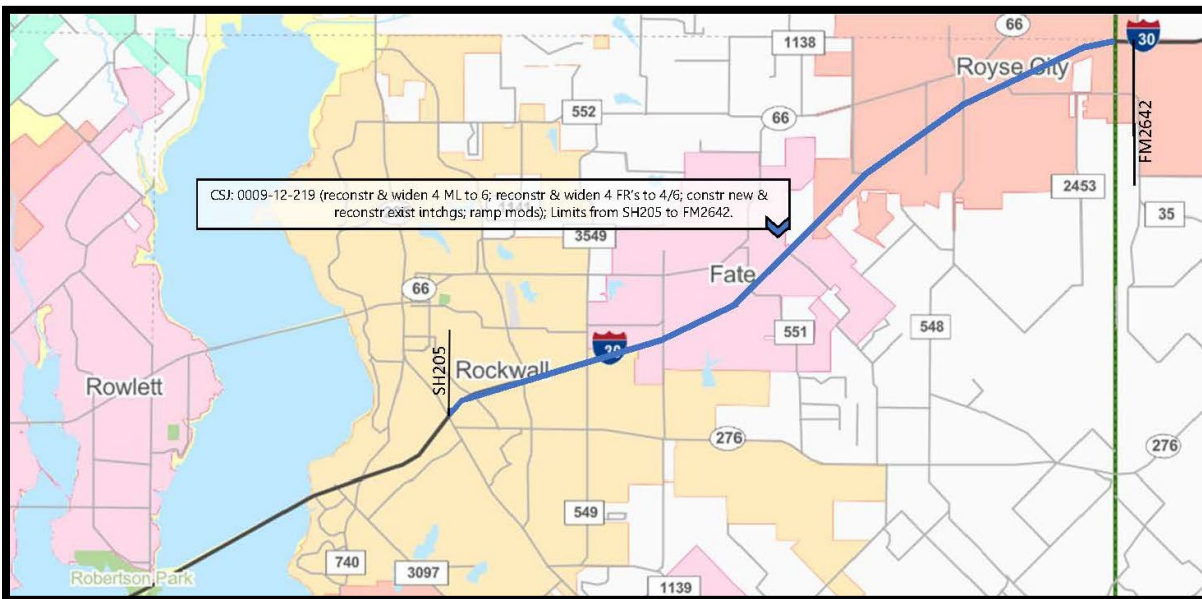 66
30
1138
Royse City
552
66
FM2642
2453
CSJ: 0009-12-219 (reconstr & widen 4 ML to 6; reconstr & widen 4 FR's to 4/6; constr new &
reconstr exist intchgs; ramp mods); Limits from SH205 to FM2642.
35
3549
Fate
66
551
548
SH205
Rockwall
Rowlett
276
276
549
740
3097
Robertson Park
1139